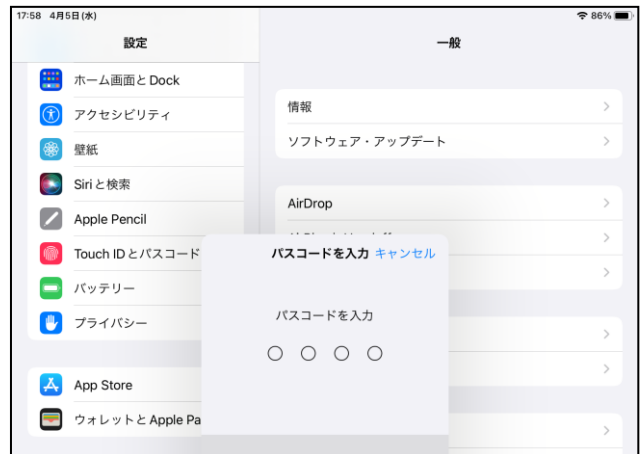 17:58 4月5日(水)
86%
設定
一般
ホーム画面とDock
アクセシビリティ
壁紙
Siriと検索
Apple Pencil
Touch IDとパスコード
バッテリー
プライバシー
App Store
ウォレットとApple Pa
情報
ソフトウェア・アップデート
AirDrop
パスコードを入力 キャンセル
パスコードを入力